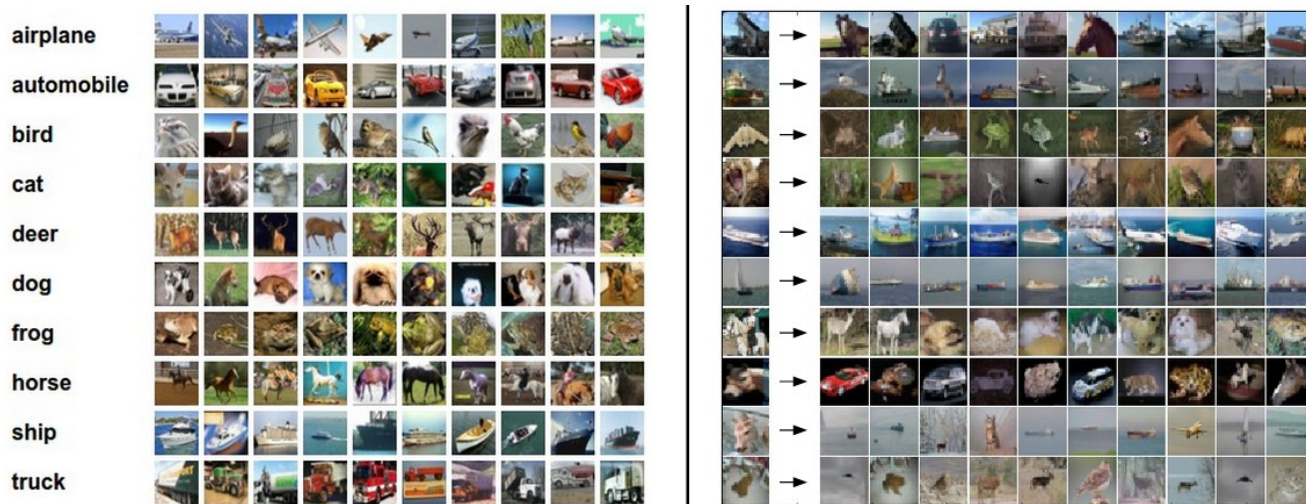 airplane
automobile
bird
cat
deer
dog
frog
horse
ship
truck